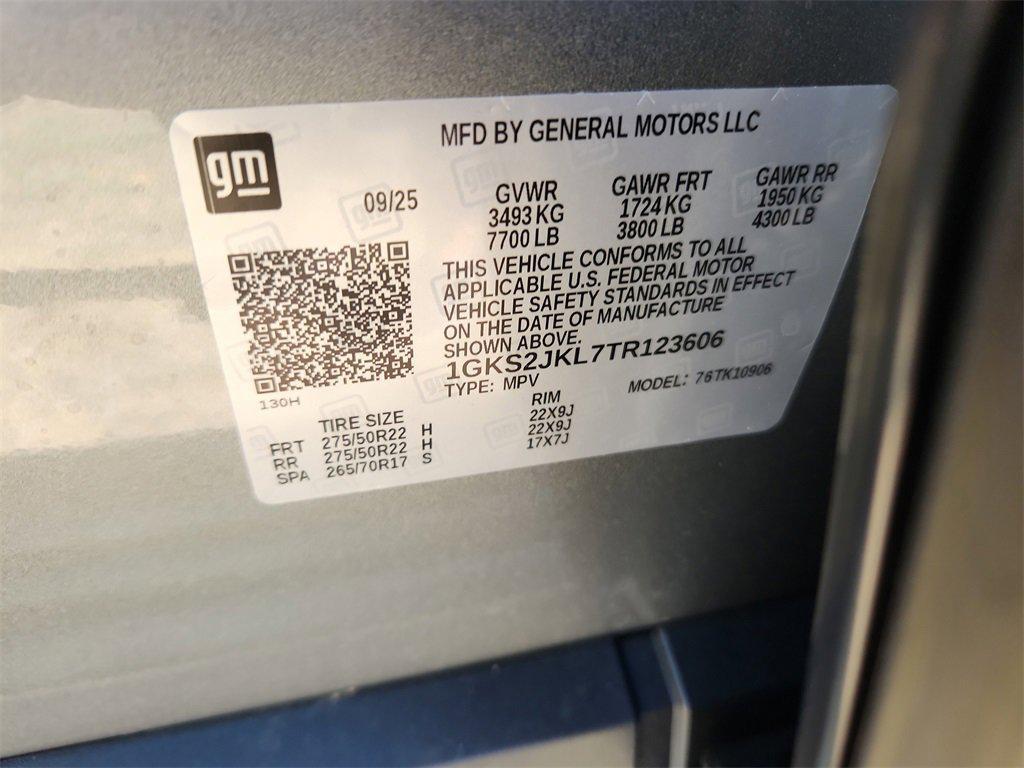 MFD BY GENERAL MOTORS LLC
gm
09/25
GVWR
3493 KG
7700 LB
GAWR FRT
1724 KG
3800 LB
GAWR RR
1950 KG
4300 LB
THIS VEHICLE CONFORMS TO ALL
APPLICABLE U.S. FEDERAL MOTOR
VEHICLE SAFETY STANDARDS IN EFFECT
ON THE DATE OF MANUFACTURE
SHOWN ABOVE.
1GKS2JKL7TR123606
TYPE: MPV
MODEL: 76TK10906
130H
TIRE SIZE
RIM
FRT 275/50R22 H 22X9J
RR 275/50R22 H 22X9J
SPA 265/70R17 S 17X7J